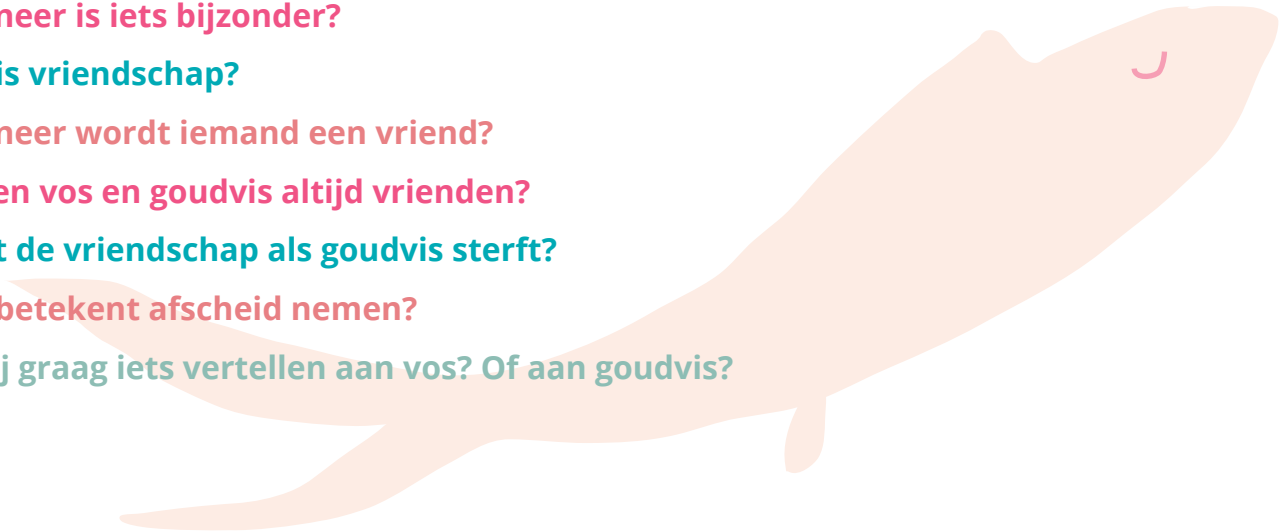 neer is iets bijzonder?
is vriendschap?
neer wordt iemand een vriend?
en vos en goudvis altijd vrienden?
t de vriendschap als goudvis sterft?
betekent afscheid nemen?
j graag iets vertellen aan vos? Of aan goudvis?